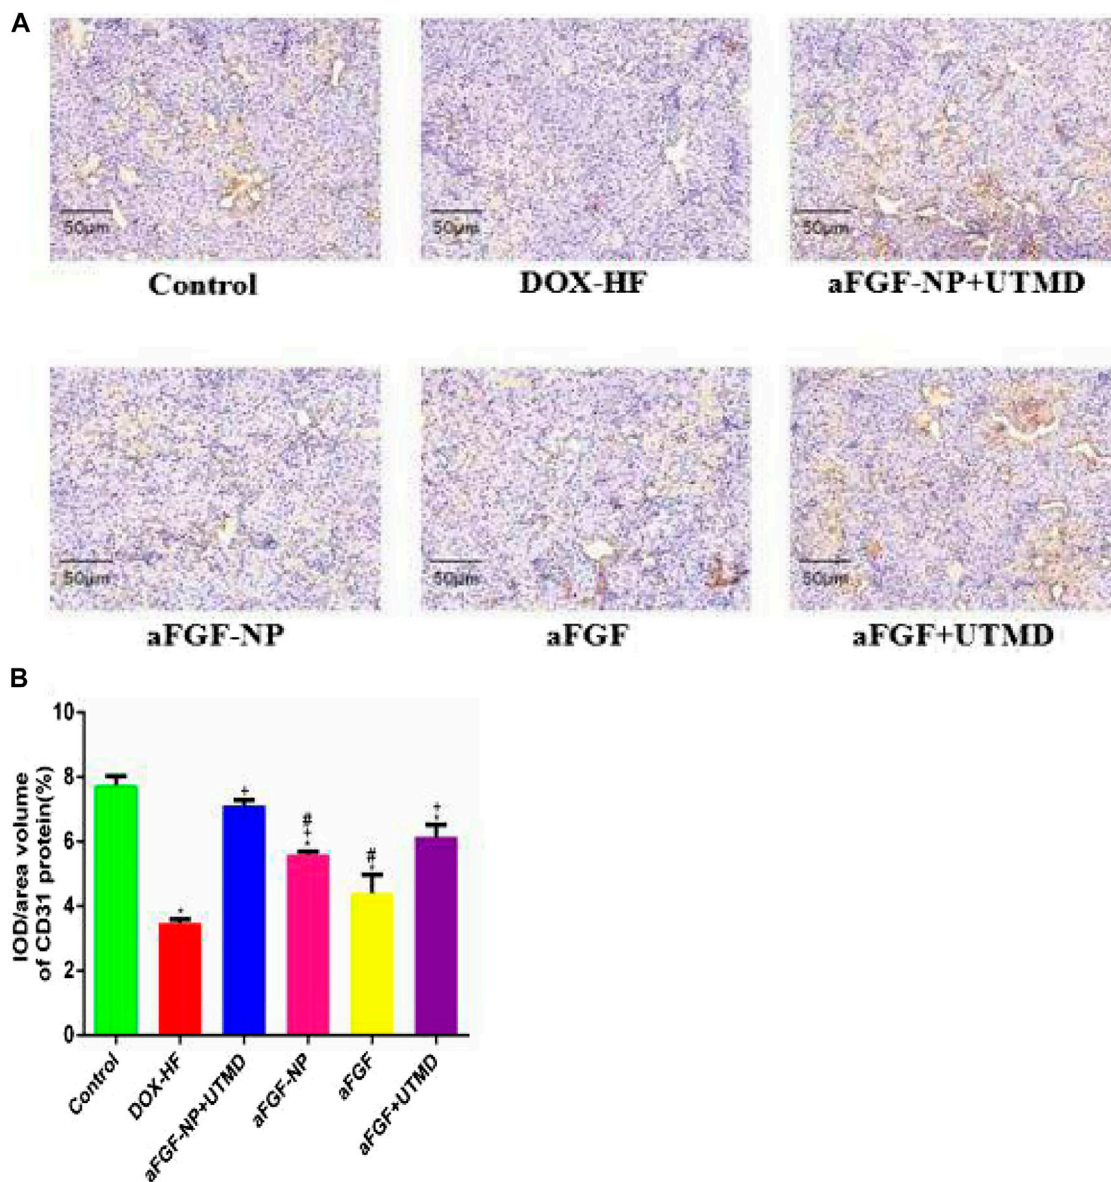 A
50μm
50μm
50μm
Control
DOX-HF
aFGF-NP+UTMD
50μm
50μm
50μm
aFGF-NP
aFGF
aFGF+UTMD
B
IOD/area volume
of CD31 protein(%)
10
8
6
4
2
0
*
+
#
+
*
#
*
+
*
Control
DOX-HF
aFGF-NP+UTMD
aFGF-NP
aFGF
aFGF+UTMD